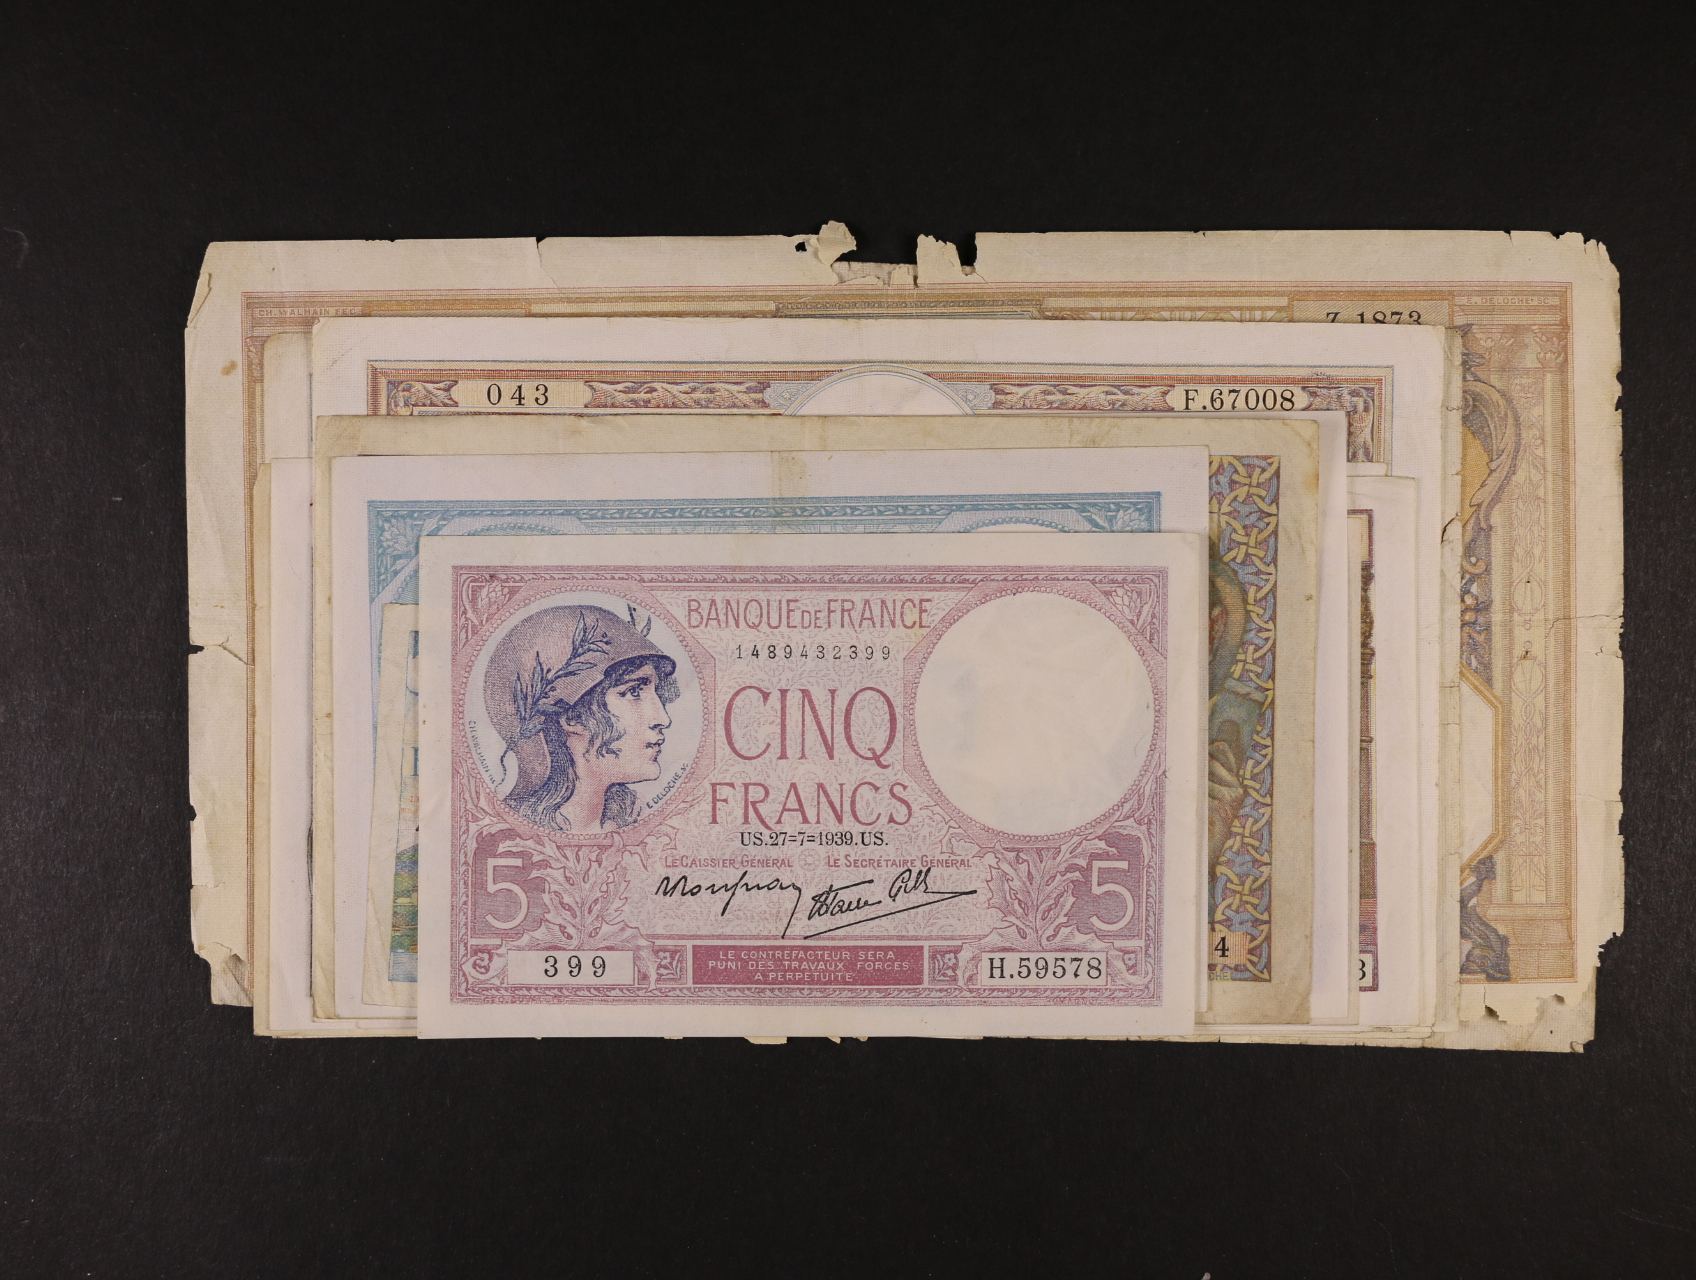 CH. WALHAIN FEC.
E. DELOCHE SC.
Z.1873
043
F.67008
BANQUE DE FRANCE
1489432399
CINQ
FRANCS
US.27=7=1939.US.
LE CAISSIER GÉNÉRAL LE SECRÉTAIRE GÉNÉRAL
5 5
LE CONTREFACTEUR SERA
PUNI DES TRAVAUX FORCÉS
A PERPÉTUITÉ
399
H.59578
E. DELOCHE. SC
4